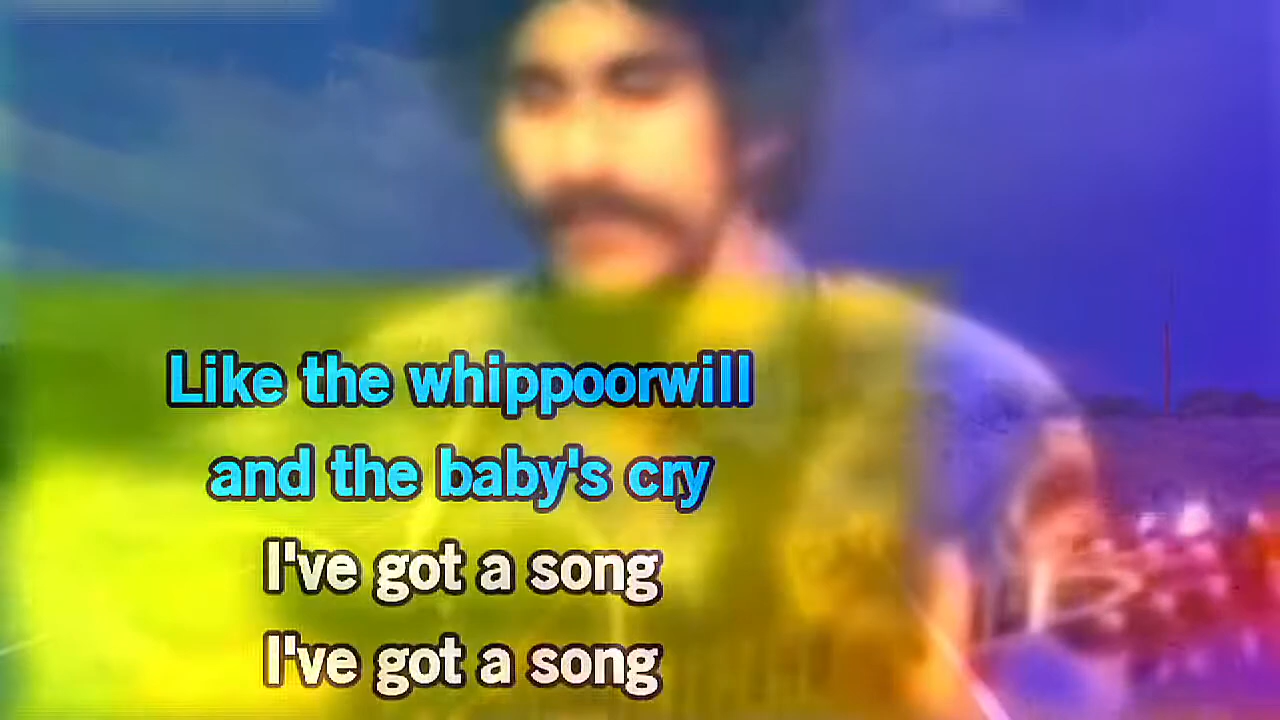 Like the whippoorwill
and the baby's cry
I've got a song
I've got a song